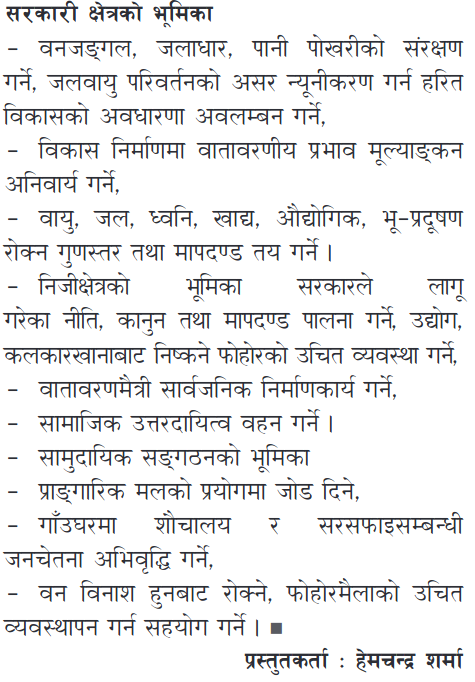 सरकारी क्षेत्रको भूमिका
– वनजङ्गल, जलाधार, पानी पोखरीको संरक्षण
गर्ने, जलवायु परिवर्तनको असर न्यूनीकरण गर्न हरित
विकासको अवधारणा अवलम्बन गर्ने,
– विकास निर्माणमा वातावरणीय प्रभाव मूल्याङ्कन
अनिवार्य गर्ने,
– वायु, जल, ध्वनि, खाद्य, औद्योगिक, भू–प्रदूषण
रोक्न गुणस्तर तथा मापदण्ड तय गर्ने ।
– निजीक्षेत्रको भूमिका सरकारले लागू
गरेका नीति, कानुन तथा मापदण्ड पालना गर्ने, उद्योग,
कलकारखानाबाट निष्कने फोहोरको उचित व्यवस्था गर्ने,
– वातावरणमैत्री सार्वजनिक निर्माणकार्य गर्ने,
– सामाजिक उत्तरदायित्व वहन गर्ने ।
– सामुदायिक सङ्गठनको भूमिका
– प्राङ्गारिक मलको प्रयोगमा जोड दिने,
– गाँउघरमा शौचालय र सरसफाइसम्बन्धी
जनचेतना अभिवृद्धि गर्ने,
– वन विनाश हुनबाट रोक्ने, फोहोरमैलाको उचित
व्यवस्थापन गर्न सहयोग गर्ने । ■
प्रस्तुतकर्ता : हेमचन्द्र शर्मा